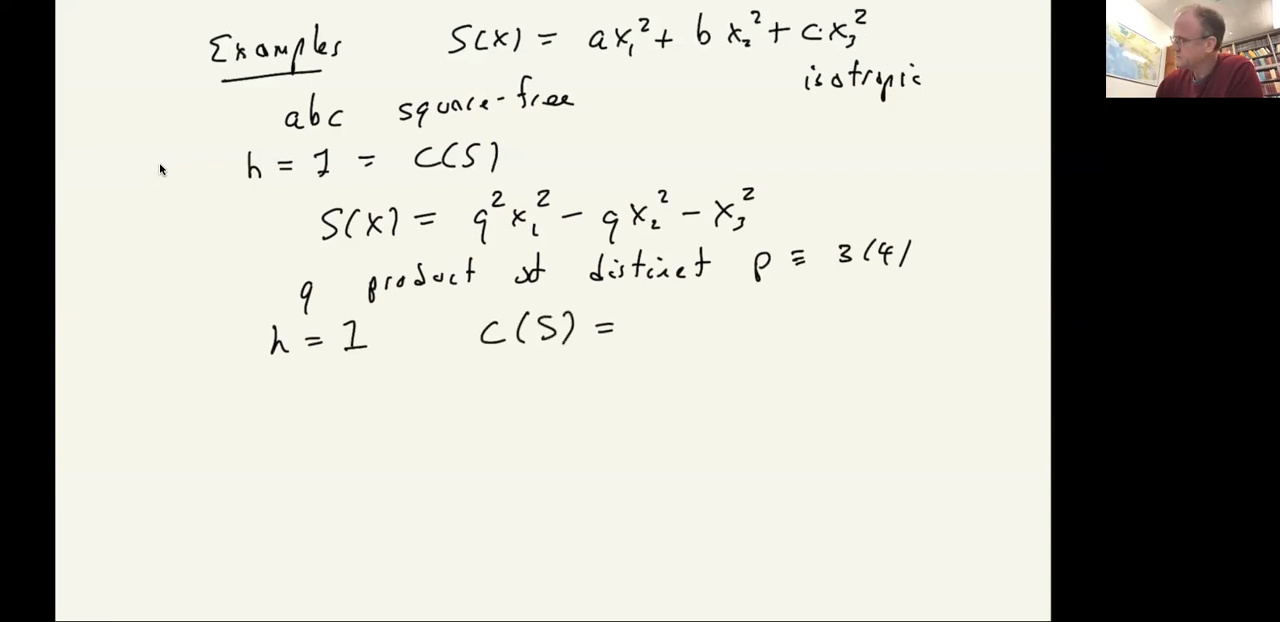 Examples S(x) = ax₁² + bx₂² + cx₃²
isotropic
abc square-free
h = 1 = C(S)
S(x) = q²x₁² - qx₂² - x₃²
q product of distinct p ≡ 3(4)
h = 1 C(S) =